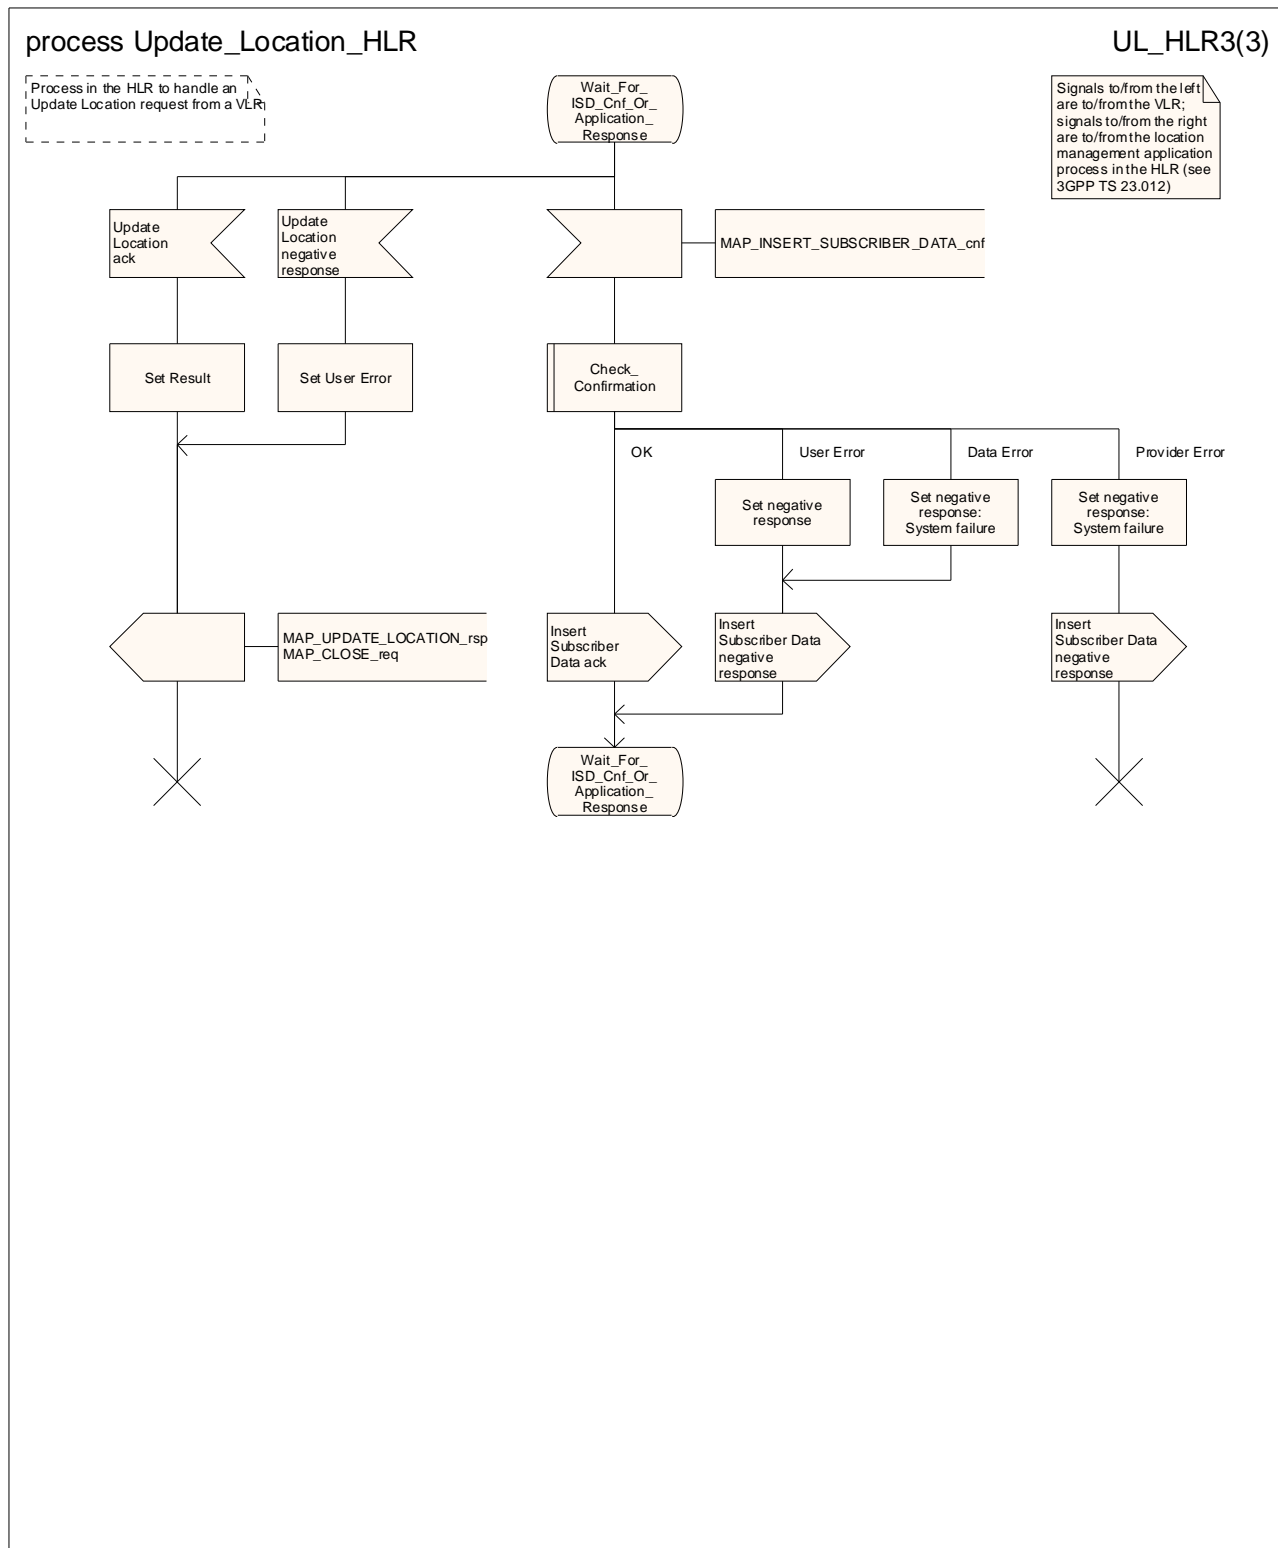 process Update_Location_HLR
UL_HLR3(3)
Process in the HLR to handle an
Update Location request from a VLR
Wait_For_
ISD_Cnf_Or_
Application_
Response
Signals to/from the left
are to/from the VLR;
signals to/from the right
are to/from the location
management application
process in the HLR (see
3GPP TS 23.012)
Update
Location
ack
Update
Location
negative
response
MAP_INSERT_SUBSCRIBER_DATA_cnf
Set Result
Set User Error
Check_
Confirmation
OK
User Error
Data Error
Provider Error
Set negative
response
Set negative
response:
System failure
Set negative
response:
System failure
MAP_UPDATE_LOCATION_rsp
MAP_CLOSE_req
Insert
Subscriber
Data ack
Insert
Subscriber Data
negative
response
Insert
Subscriber Data
negative
response
Wait_For_
ISD_Cnf_Or_
Application_
Response